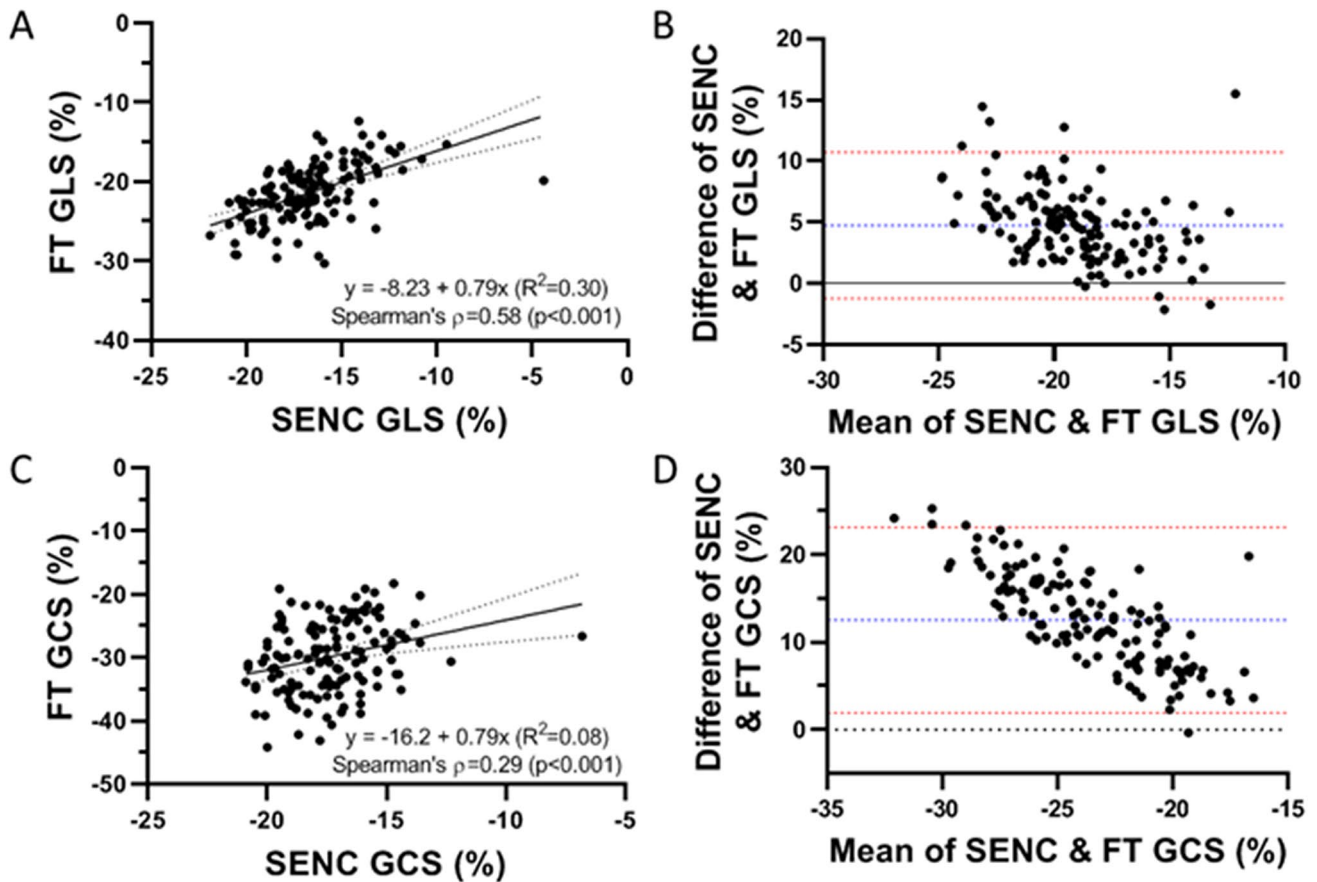 A
FT GLS (%)
0
-10
-20
-30
-40
y = -8.23 + 0.79x (R²=0.30)
Spearman's ρ=0.58 (p<0.001)
-25
-20
-15
-10
-5
0
SENC GLS (%)
B
Difference of SENC
& FT GLS (%)
20
15
10
5
0
-5
-30
-25
-20
-15
-10
Mean of SENC & FT GLS (%)
C
FT GCS (%)
0
-10
-20
-30
-40
-50
y = -16.2 + 0.79x (R²=0.08)
Spearman's ρ=0.29 (p<0.001)
-25
-20
-15
-10
-5
SENC GCS (%)
D
Difference of SENC
& FT GCS (%)
30
20
10
0
-35
-30
-25
-20
-15
Mean of SENC & FT GCS (%)